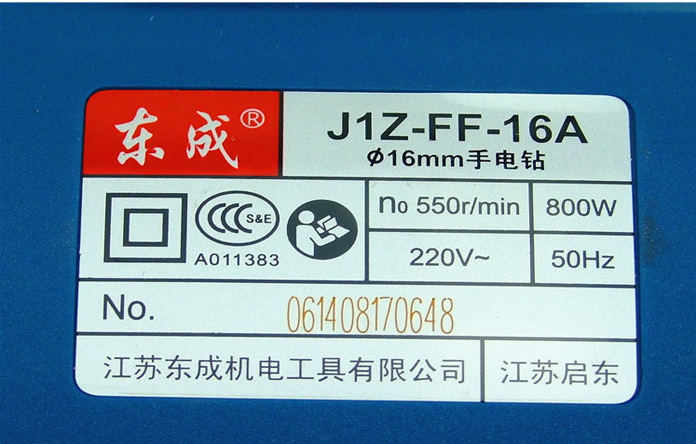 东成®
J1Z-FF-16A
φ16mm手电钻
CCC S&E
A011383
n₀ 550r/min
800W
220V~
50Hz
No. 061408170648
江苏东成机电工具有限公司
江苏启东